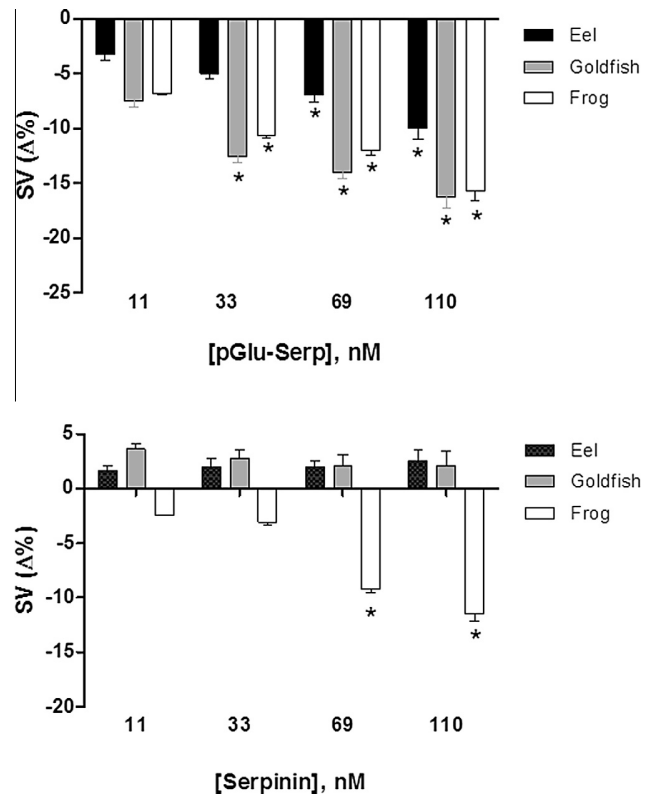 0
-5
-10
-15
-20
-25
SV (Δ%)
Eel
Goldfish
Frog
* *
* * *
* * *
11 33 69 110
[pGlu-Serp], nM
5
0
-5
-10
-15
-20
SV (Δ%)
Eel
Goldfish
Frog
* *
11 33 69 110
[Serpinin], nM